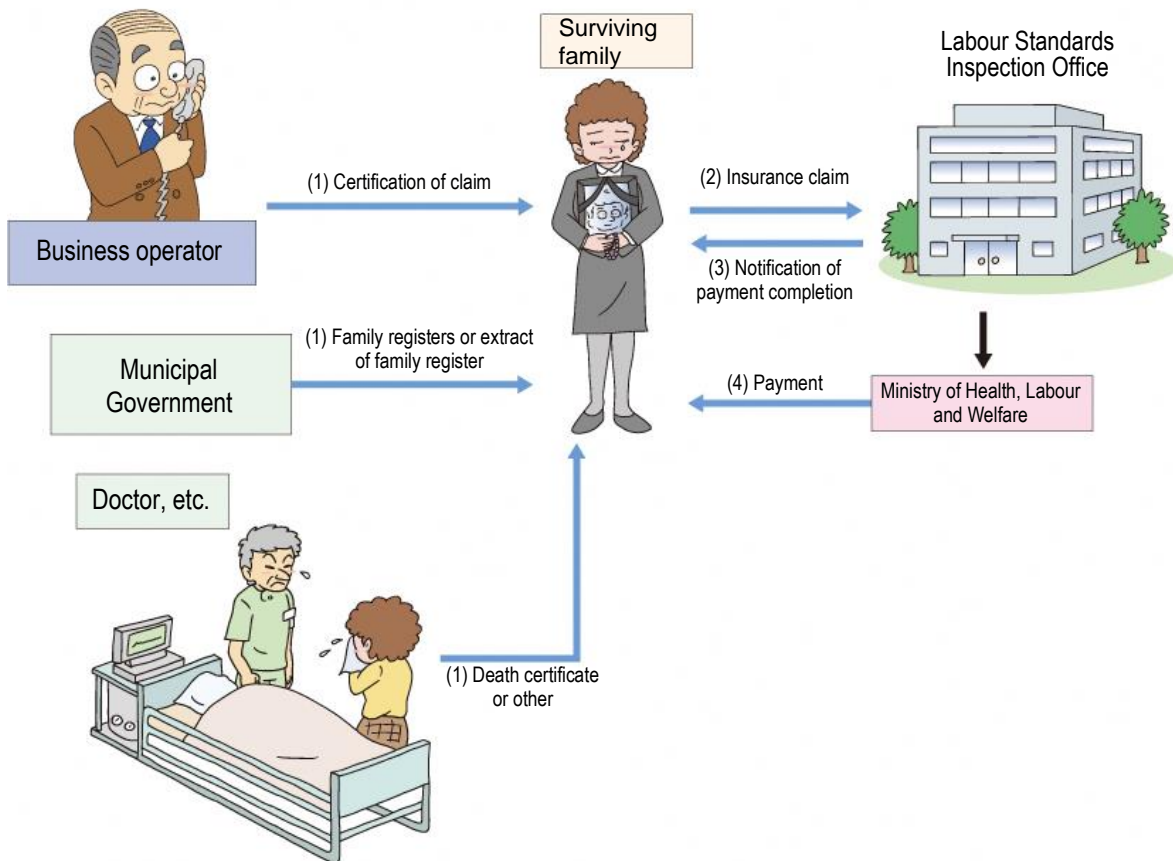 Surviving
family
Labour Standards
Inspection Office
(1) Certification of claim
(2) Insurance claim
Business operator
(3) Notification of
payment completion
(1) Family registers or extract
of family register
Municipal
Government
(4) Payment
Ministry of Health, Labour
and Welfare
Doctor, etc.
(1) Death certificate
or other